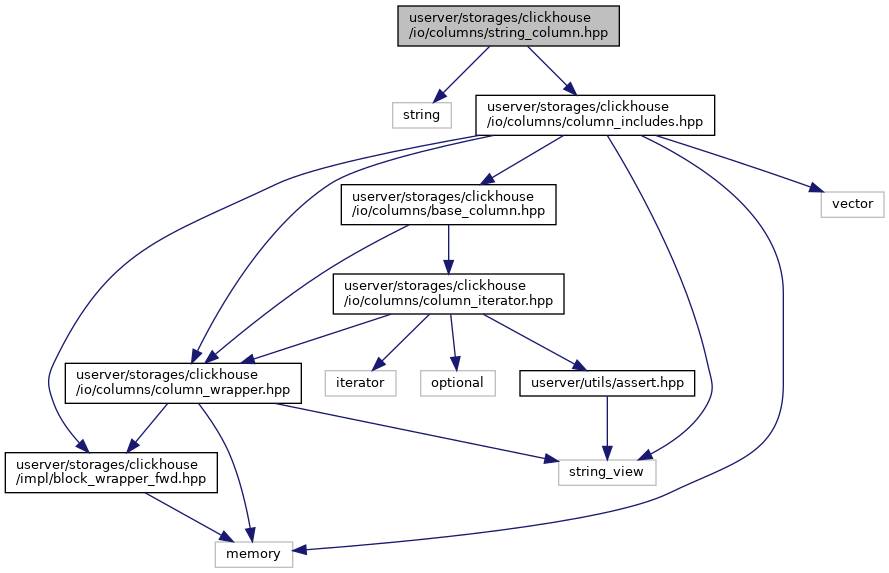 userver/storages/clickhouse
/io/columns/string_column.hpp
string
userver/storages/clickhouse
/io/columns/column_includes.hpp
userver/storages/clickhouse
/io/columns/base_column.hpp
vector
userver/storages/clickhouse
/io/columns/column_iterator.hpp
userver/storages/clickhouse
/io/columns/column_wrapper.hpp
iterator
optional
userver/utils/assert.hpp
userver/storages/clickhouse
/impl/block_wrapper_fwd.hpp
string_view
memory